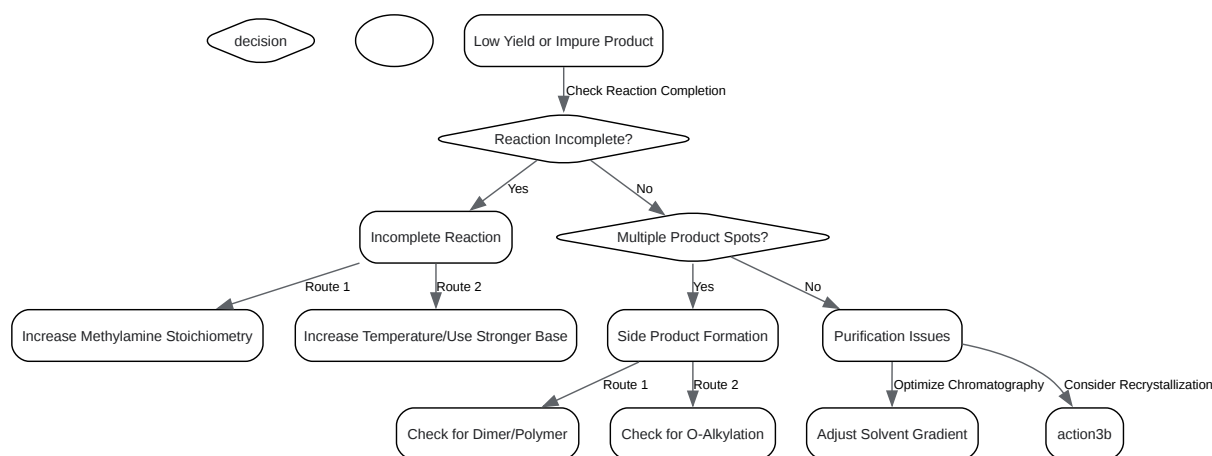 decision
Low Yield or Impure Product
Check Reaction Completion
Reaction Incomplete?
Yes
No
Incomplete Reaction
Multiple Product Spots?
Route 1
Route 2
Yes
No
Increase Methylamine Stoichiometry
Increase Temperature/Use Stronger Base
Side Product Formation
Purification Issues
Route 1
Route 2
Optimize Chromatography
Consider Recrystallization
Check for Dimer/Polymer
Check for O-Alkylation
Adjust Solvent Gradient
action3b